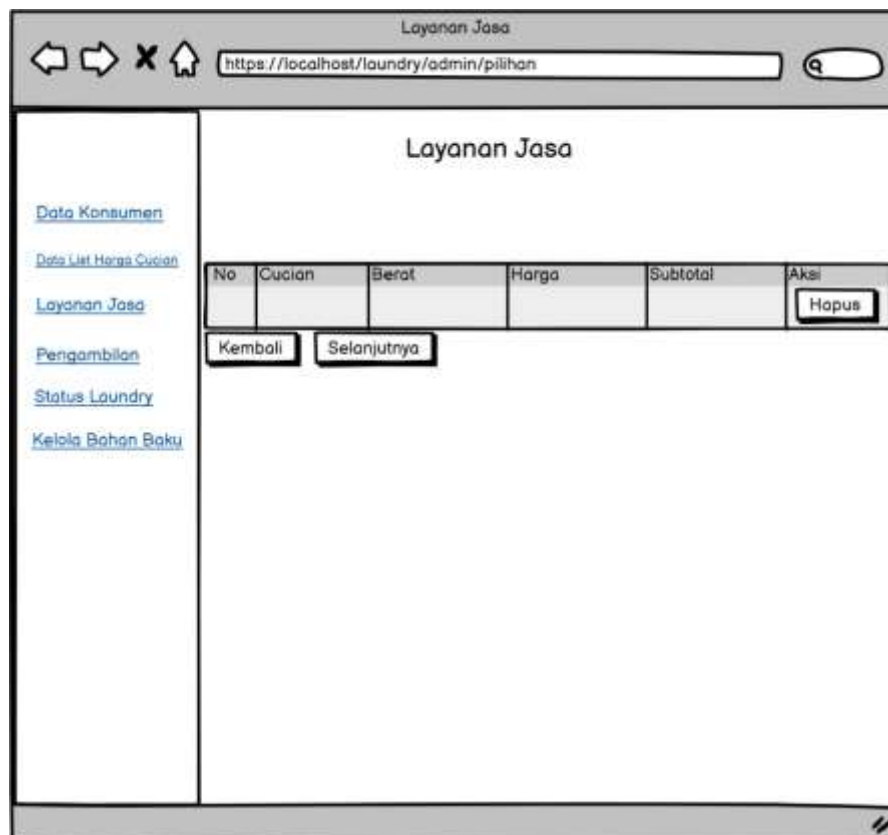 Layanan Jasa
https://localhost/laundry/admin/pilihan
Layanan Jasa
Data Konsumen
Data List Harga Cucian
Layanan Jasa
Pengambilan
Status Laundry
Kelola Bahan Baku
No Cucian Berat Harga Subtotal Aksi
Hapus
Kembali Selanjutnya